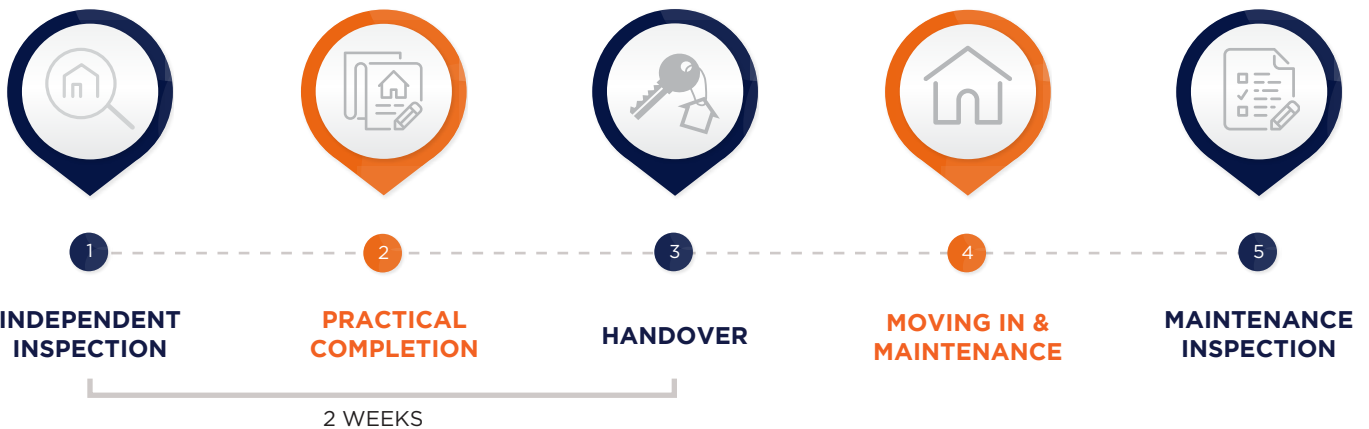 1
2
3
4
5
INDEPENDENT
INSPECTION
PRACTICAL
COMPLETION
HANDOVER
MOVING IN &
MAINTENANCE
MAINTENANCE
INSPECTION
2 WEEKS